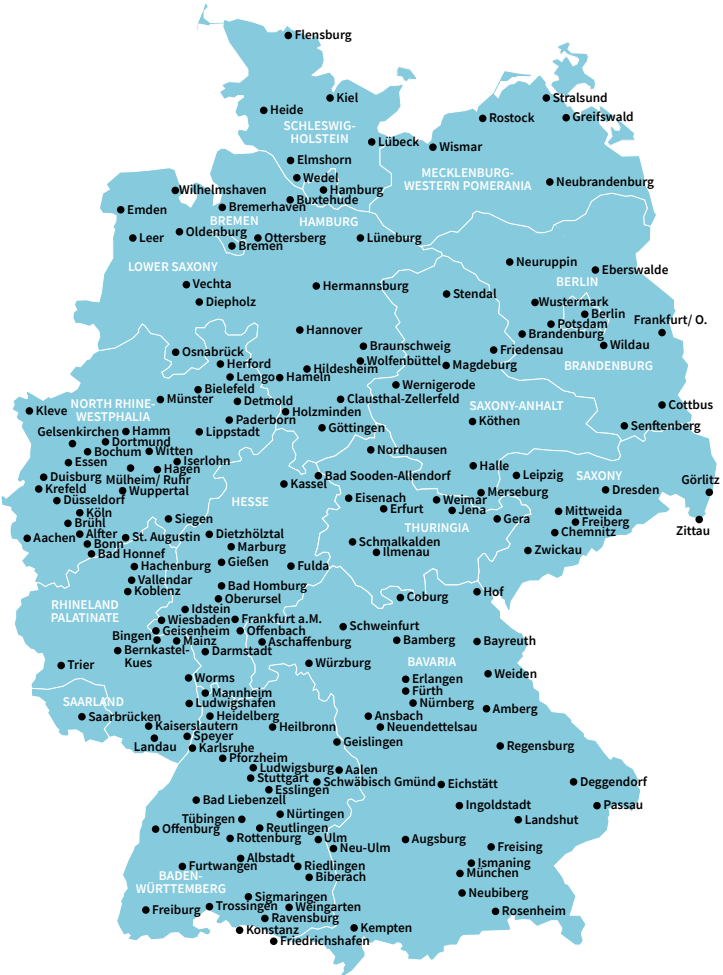 Flensburg
Kiel
Stralsund
Heide
Rostock
Greifswald
SCHLESWIG-
HOLSTEIN
Lübeck
Wismar
Elmshorn
MECKLENBURG-
WESTERN POMERANIA
Wedel
Neubrandenburg
Wilhelmshaven
Hamburg
Buxtehude
Emden
Bremerhaven
BREMEN
HAMBURG
Leer
Oldenburg
Ottersberg
Lüneburg
Bremen
LOWER SAXONY
Neuruppin
Eberswalde
BERLIN
Vechta
Hermannsburg
Stendal
Diepholz
Wustermark
Berlin
Frankfurt/ O.
Potsdam
Hannover
Brandenburg
Wildau
Braunschweig
Friedensau
Osnabrück
Wolfenbüttel
BRANDENBURG
Herford
Hildesheim
Magdeburg
Lemgo
Hameln
Bielefeld
Wernigerode
Münster
Detmold
Clausthal-Zellerfeld
NORTH RHINE-
WESTPHALIA
SAXONY-ANHALT
Cottbus
Kleve
Holzminden
Paderborn
Köthen
Senftenberg
Gelsenkirchen
Hamm
Lippstadt
Göttingen
Dortmund
Bochum
Witten
Nordhausen
Essen
Iserlohn
Halle
Hagen
Duisburg
Mülheim/ Ruhr
Bad Sooden-Allendorf
Leipzig
SAXONY
Görlitz
Krefeld
Wuppertal
Kassel
Merseburg
Dresden
Düsseldorf
HESSE
Eisenach
Weimar
Köln
Erfurt
Jena
Mittweida
Brühl
Siegen
Gera
Freiberg
THURINGIA
Chemnitz
Zittau
Aachen
Alfter
St. Augustin
Dietzhölztal
Bonn
Marburg
Schmalkalden
Bad Honnef
Ilmenau
Zwickau
Hachenburg
Gießen
Fulda
Vallendar
Koblenz
Bad Homburg
Hof
Oberursel
Coburg
RHINELAND
PALATINATE
Idstein
Wiesbaden
Frankfurt a.M.
Geisenheim
Offenbach
Schweinfurt
Bingen
Mainz
Aschaffenburg
Bamberg
Bayreuth
Bernkastel-
Kues
Darmstadt
Trier
Würzburg
BAVARIA
Worms
Erlangen
Weiden
Mannheim
Fürth
SAARLAND
Ludwigshafen
Nürnberg
Amberg
Saarbrücken
Heidelberg
Ansbach
Kaiserslautern
Heilbronn
Neuendettelsau
Speyer
Landau
Karlsruhe
Geislingen
Regensburg
Pforzheim
Ludwigsburg
Aalen
Stuttgart
Schwäbisch Gmünd
Eichstätt
Deggendorf
Esslingen
Bad Liebenzell
Ingolstadt
Passau
Nürtingen
Tübingen
Landshut
Offenburg
Reutlingen
Rottenburg
Ulm
Augsburg
Neu-Ulm
Freising
Albstadt
Furtwangen
Riedlingen
Ismaning
BADEN-
WÜRTTEMBERG
Biberach
München
Sigmaringen
Neubiberg
Freiburg
Trossingen
Weingarten
Rosenheim
Ravensburg
Konstanz
Kempten
Friedrichshafen